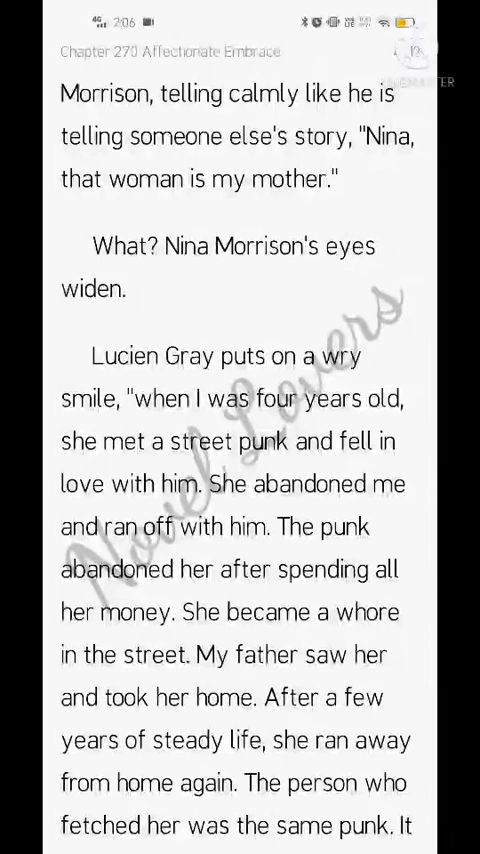 4G 2:06
Chapter 270 Affectionate Embrace
Morrison, telling calmly like he is
telling someone else's story, "Nina,
that woman is my mother."
What? Nina Morrison's eyes
widen.
Lucien Gray puts on a wry
smile, "when I was four years old,
she met a street punk and fell in
love with him. She abandoned me
and ran off with him. The punk
abandoned her after spending all
her money. She became a whore
in the street. My father saw her
and took her home. After a few
years of steady life, she ran away
from home again. The person who
fetched her was the same punk. It
Novel Lovers